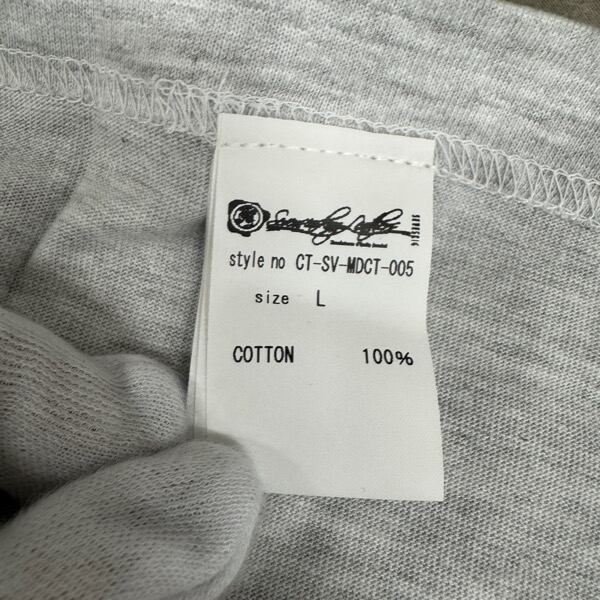 style no CT-SV-MDCT-005
size L
COTTON 100%